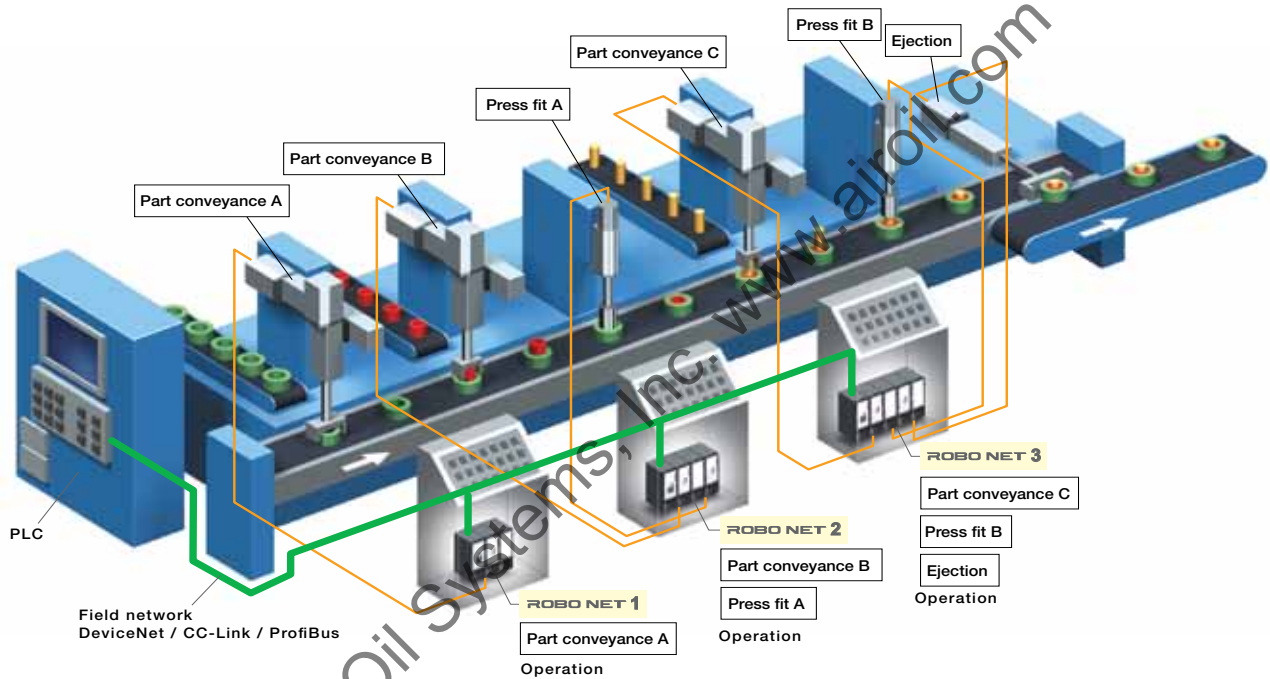 Press fit B
Ejection
Part conveyance C
Press fit A
Part conveyance B
Part conveyance A
PLC
Field network
DeviceNet / CC-Link / ProfiBus
ROBO NET 1
Part conveyance A
Operation
ROBO NET 2
Part conveyance B
Press fit A
Operation
ROBO NET 3
Part conveyance C
Press fit B
Ejection
Operation
Oil Systems, Inc. www.airoil.com